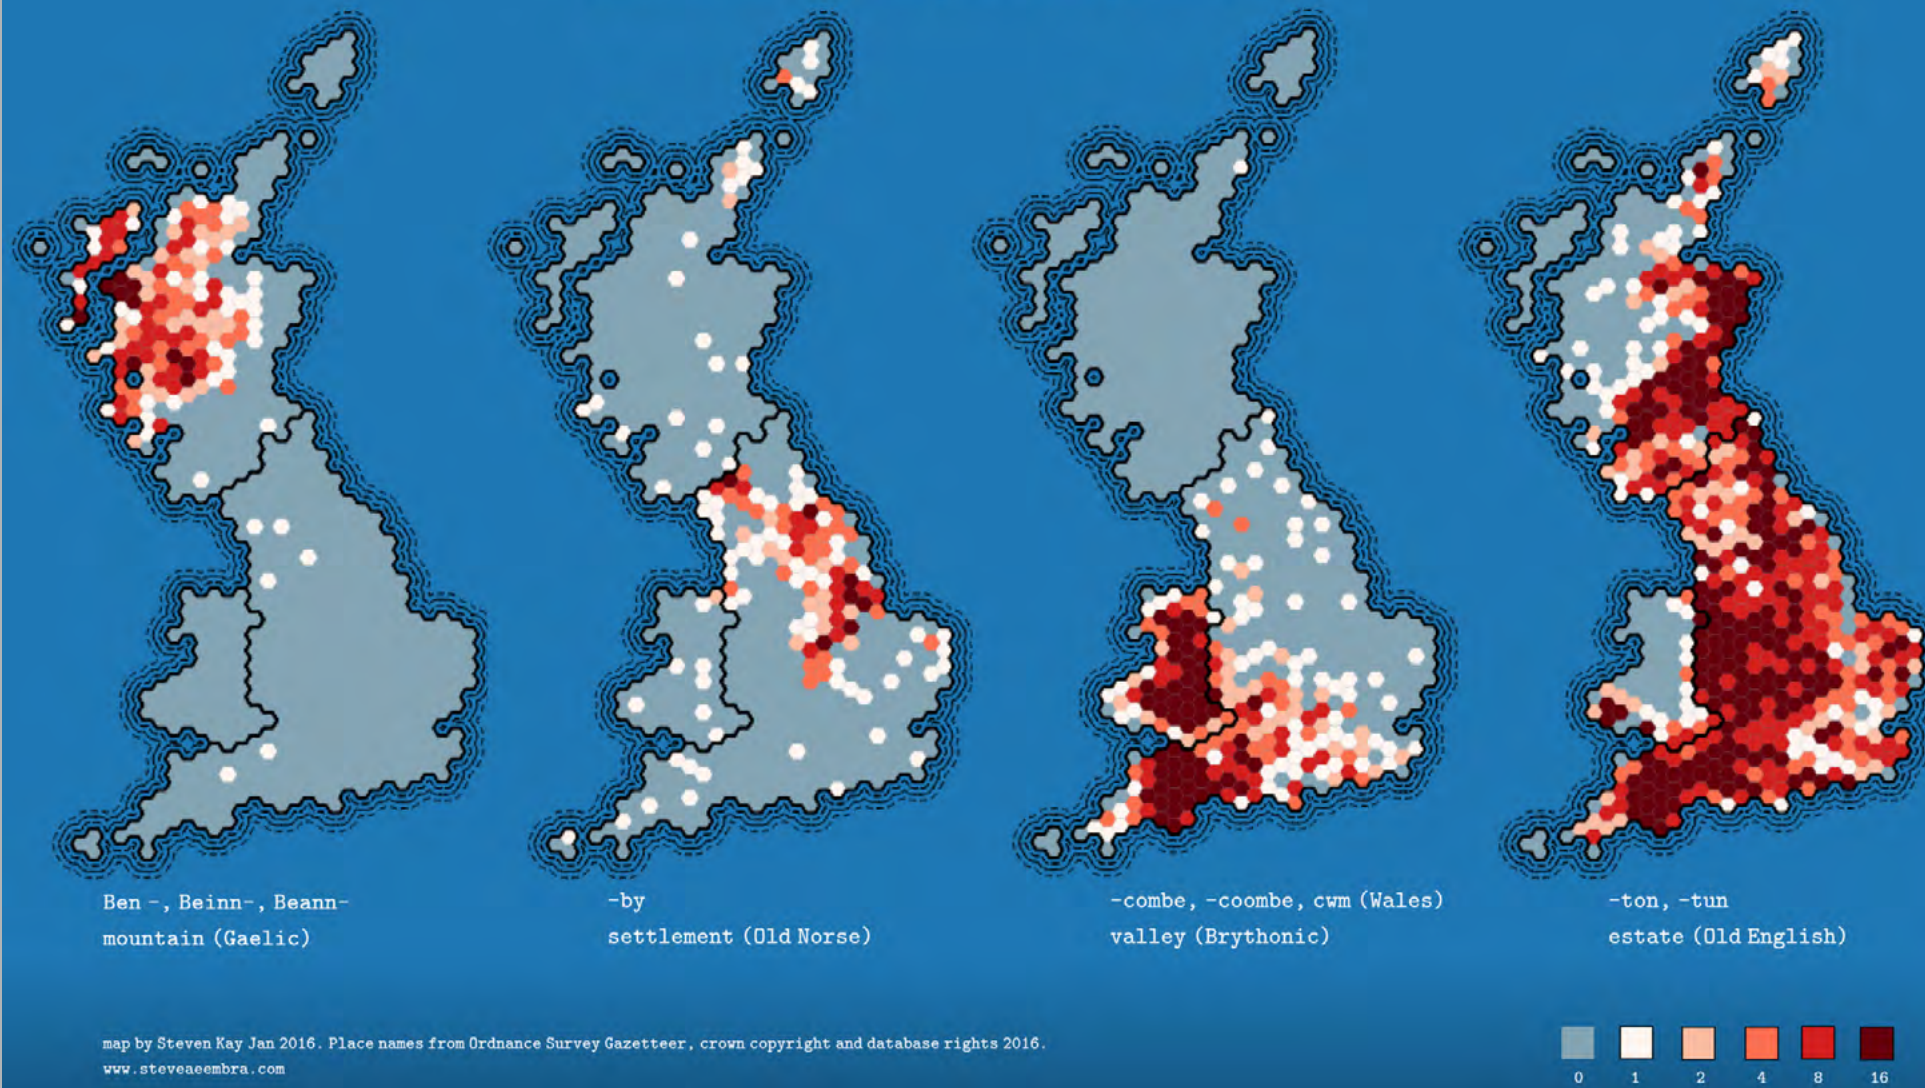 Ben -, Beinn-, Beann-
mountain (Gaelic)
-by
settlement (Old Norse)
-combe, -coombe, cwm (Wales)
valley (Brythonic)
-ton, -tun
estate (Old English)
map by Steven Kay Jan 2016. Place names from Ordnance Survey Gazetteer, crown copyright and database rights 2016.
www.steveaeembra.com
0 1 2 4 8 16